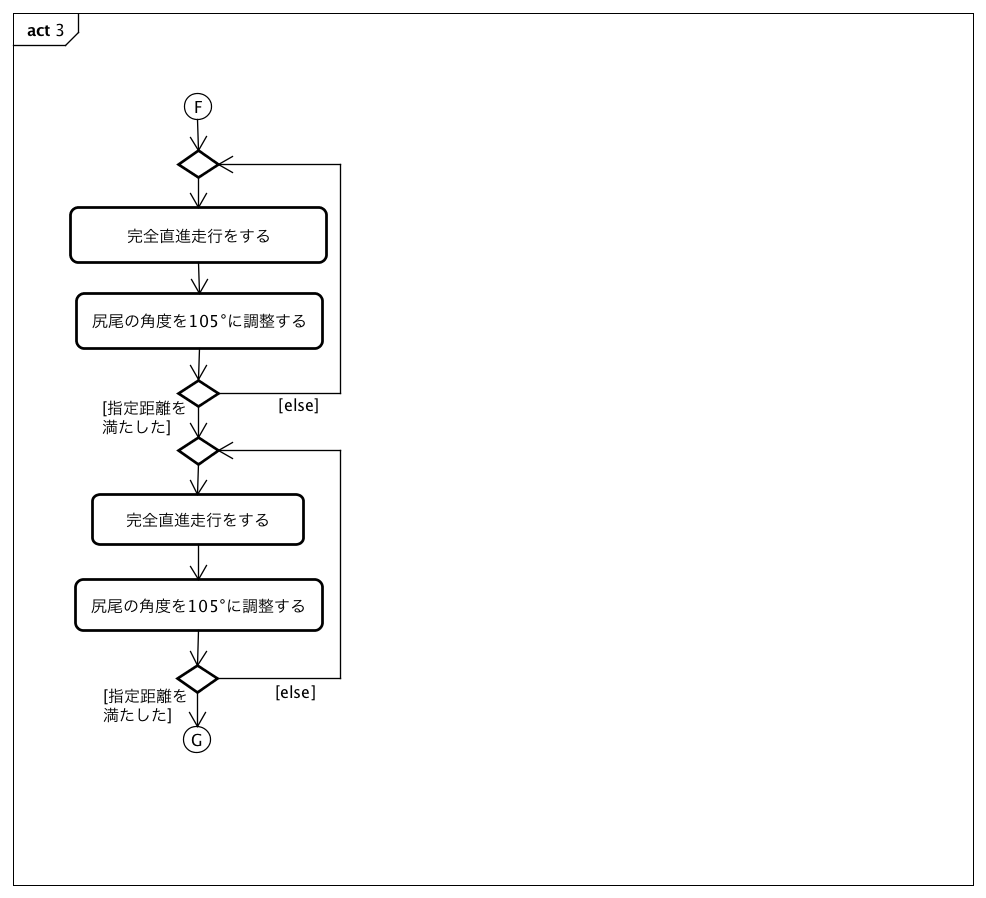 act 3
F
完全直進走行をする
尻尾の角度を105°に調整する
[else]
[指定距離を
満たした]
完全直進走行をする
尻尾の角度を105°に調整する
[else]
[指定距離を
満たした]
G